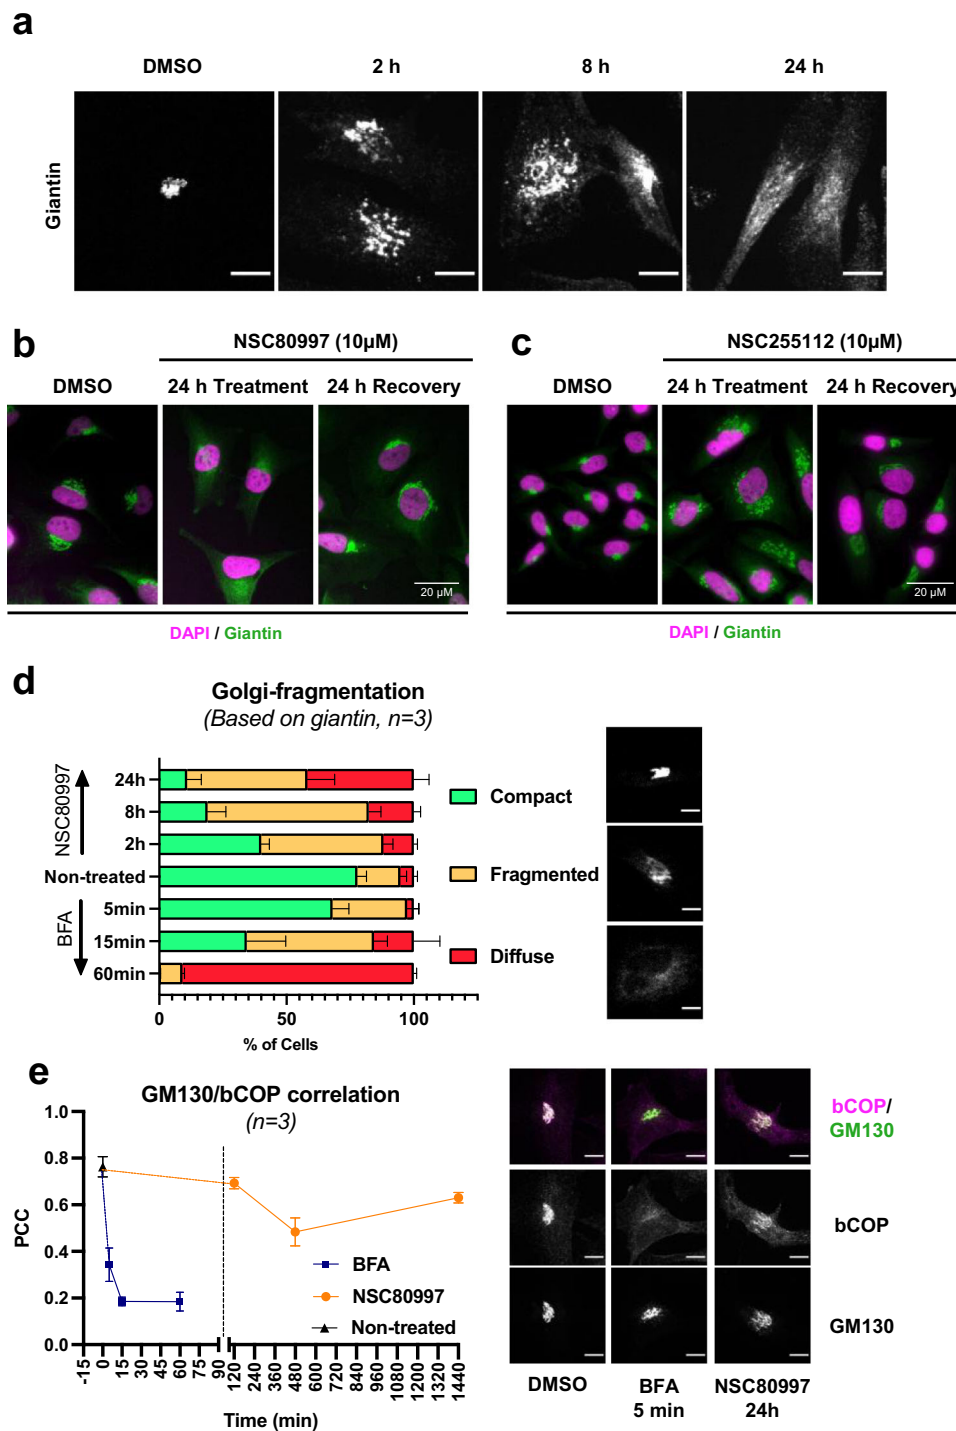 a
DMSO 2 h 8 h 24 h
Giantin
b
NSC80997 (10µM)
DMSO 24 h Treatment 24 h Recovery
20 µM
DAPI / Giantin
c
NSC255112 (10µM)
DMSO 24 h Treatment 24 h Recovery
20 µM
DAPI / Giantin
d
Golgi-fragmentation
(Based on giantin, n=3)
NSC80997
BFA
24h
8h
2h
Non-treated
5min
15min
60min
0 50 100
% of Cells
Compact
Fragmented
Diffuse
e
GM130/bCOP correlation
(n=3)
PCC
1.0
0.8
0.6
0.4
0.2
0.0
-15 0 15 30 45 60 75 90 120 240 360 480 600 720 840 960 1080 1200 1320 1440
Time (min)
BFA
NSC80997
Non-treated
bCOP/
GM130
bCOP
GM130
DMSO BFA NSC80997
5 min 24h